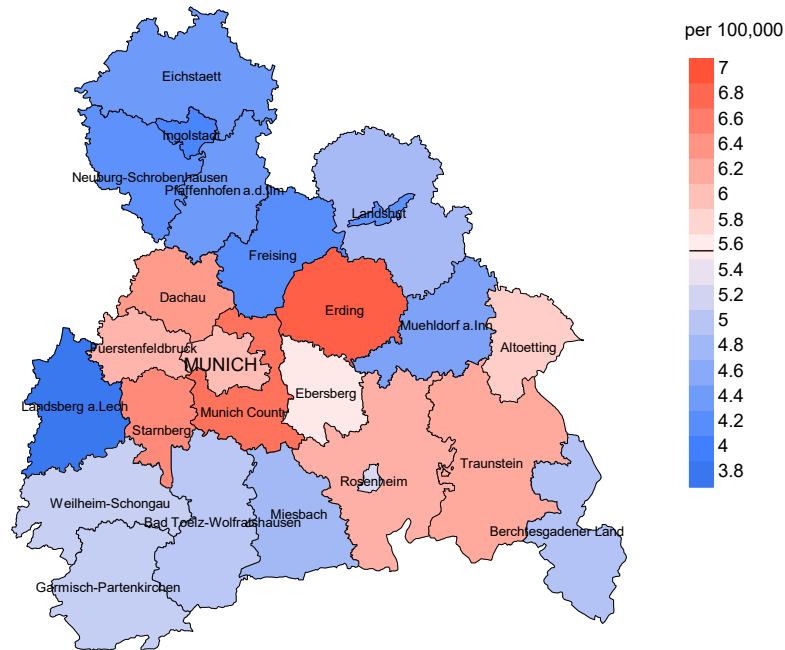 per 100,000
7
6.8
6.6
6.4
6.2
6
5.8
5.6
5.4
5.2
5
4.8
4.6
4.4
4.2
4
3.8
Eichstaett
Ingolstadt
Neuburg-Schrobenhausen
Pfaffenhofen a.d.Ilm
Landshut
Freising
Dachau
Erding
Muehldorf a.Inn
Altoetting
Fuerstenfeldbruck
MUNICH
Ebersberg
Landsberg a.Lech
Munich County
Starnberg
Traunstein
Rosenheim
Weilheim-Schongau
Miesbach
Bad Toelz-Wolfratshausen
Berchtesgadener Land
Garmisch-Partenkirchen